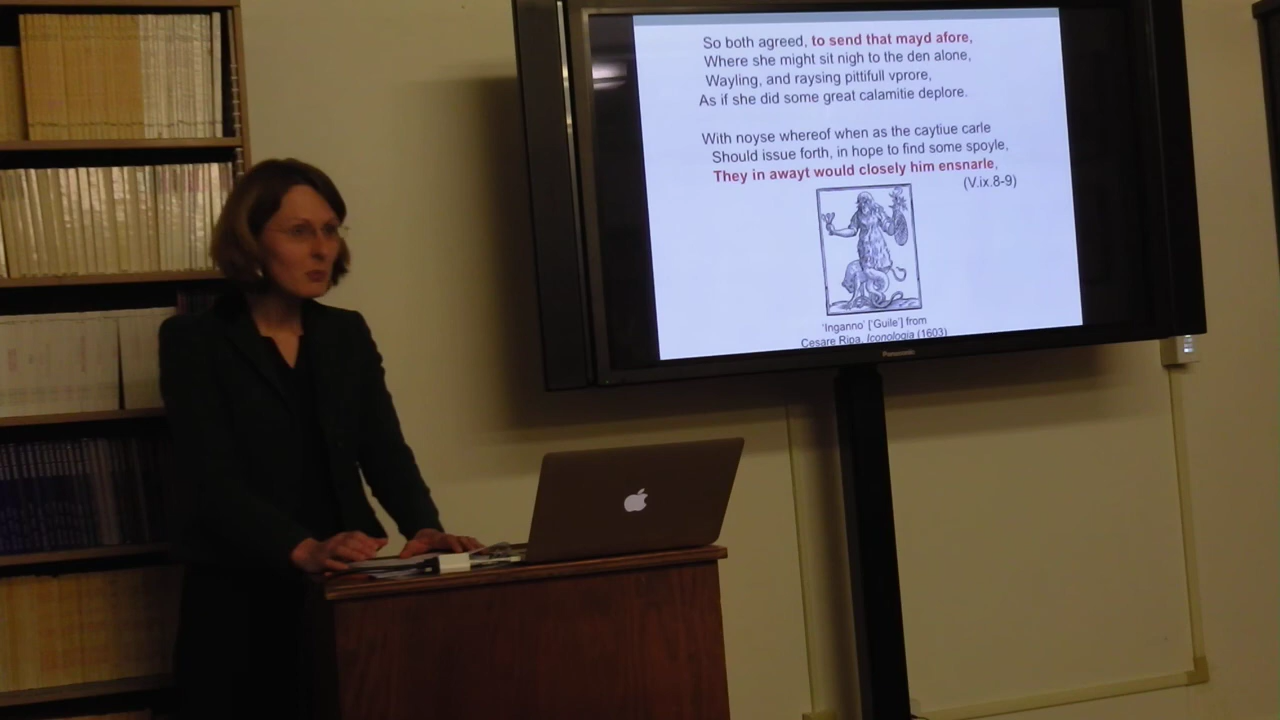 So both agreed, to send that mayd afore,
Where she might sit nigh to the den alone,
Wayling, and raysing pittifull vprore,
As if she did some great calamitie deplore.
With noyse whereof when as the caytiue carle
Should issue forth, in hope to find some spoyle,
They in awayt would closely him ensnarle,
(V.ix.8-9)
'Inganno' ['Guile'] from
Cesare Ripa, Iconologia (1603)
Panasonic